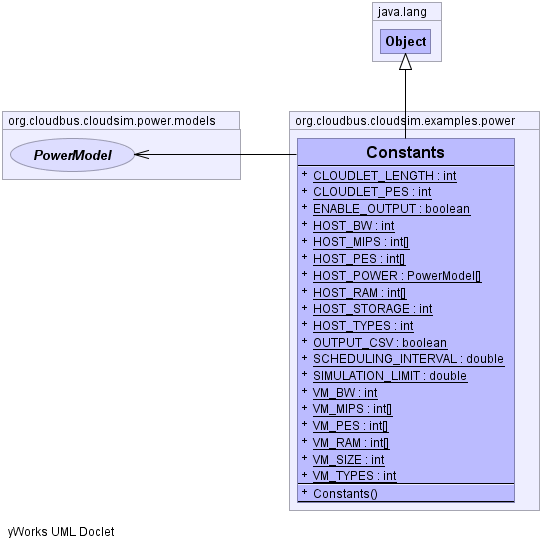 java.lang
Object
org.cloudbus.cloudsim.power.models
PowerModel
org.cloudbus.cloudsim.examples.power
Constants
+ CLOUDLET_LENGTH : int
+ CLOUDLET_PES : int
+ ENABLE_OUTPUT : boolean
+ HOST_BW : int
+ HOST_MIPS : int[]
+ HOST_PES : int[]
+ HOST_POWER : PowerModel[]
+ HOST_RAM : int[]
+ HOST_STORAGE : int
+ HOST_TYPES : int
+ OUTPUT_CSV : boolean
+ SCHEDULING_INTERVAL : double
+ SIMULATION_LIMIT : double
+ VM_BW : int
+ VM_MIPS : int[]
+ VM_PES : int[]
+ VM_RAM : int[]
+ VM_SIZE : int
+ VM_TYPES : int
+ Constants()
yWorks UML Doclet